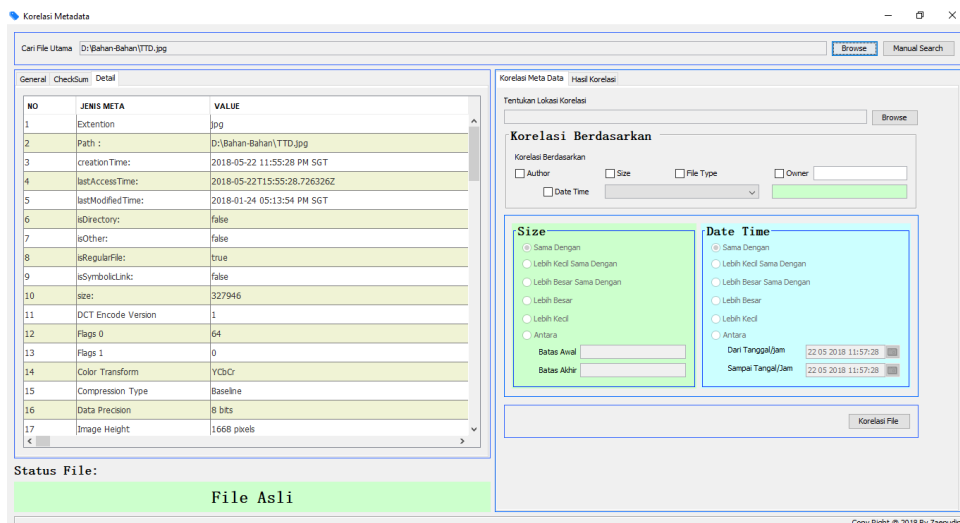 Korelasi Metadata
Cari File Utama D:\Bahan-Bahan\TTD.jpg Browse Manual Search
General CheckSum Detail
NO JENIS META VALUE
1 Extention jpg
2 Path : D:\Bahan-Bahan\TTD.jpg
3 creationTime: 2018-05-22 11:55:28 PM SGT
4 lastAccessTime: 2018-05-22T15:55:28.726326Z
5 lastModifiedTime: 2018-01-24 05:13:54 PM SGT
6 isDirectory: false
7 isOther: false
8 isRegularFile: true
9 isSymbolicLink: false
10 size: 327946
11 DCT Encode Version 1
12 Flags 0 64
13 Flags 1 0
14 Color Transform YCbCr
15 Compression Type Baseline
16 Data Precision 8 bits
17 Image Height 1668 pixels
Status File:
File Asli
Korelasi Meta Data Hasil Korelasi
Tentukan Lokasi Korelasi
Browse
Korelasi Berdasarkan
Korelasi Berdasarkan
Author Size File Type Owner
Date Time
Size
Sama Dengan
Lebih Kecil Sama Dengan
Lebih Besar Sama Dengan
Lebih Besar
Lebih Kecil
Antara
Batas Awal
Batas Akhir
Date Time
Sama Dengan
Lebih Kecil Sama Dengan
Lebih Besar Sama Dengan
Lebih Besar
Lebih Kecil
Antara
Dari Tanggal/jam 22 05 2018 11:57:28
Sampai Tangal/Jam 22 05 2018 11:57:28
Korelasi File
Copy Right @ 2018 By